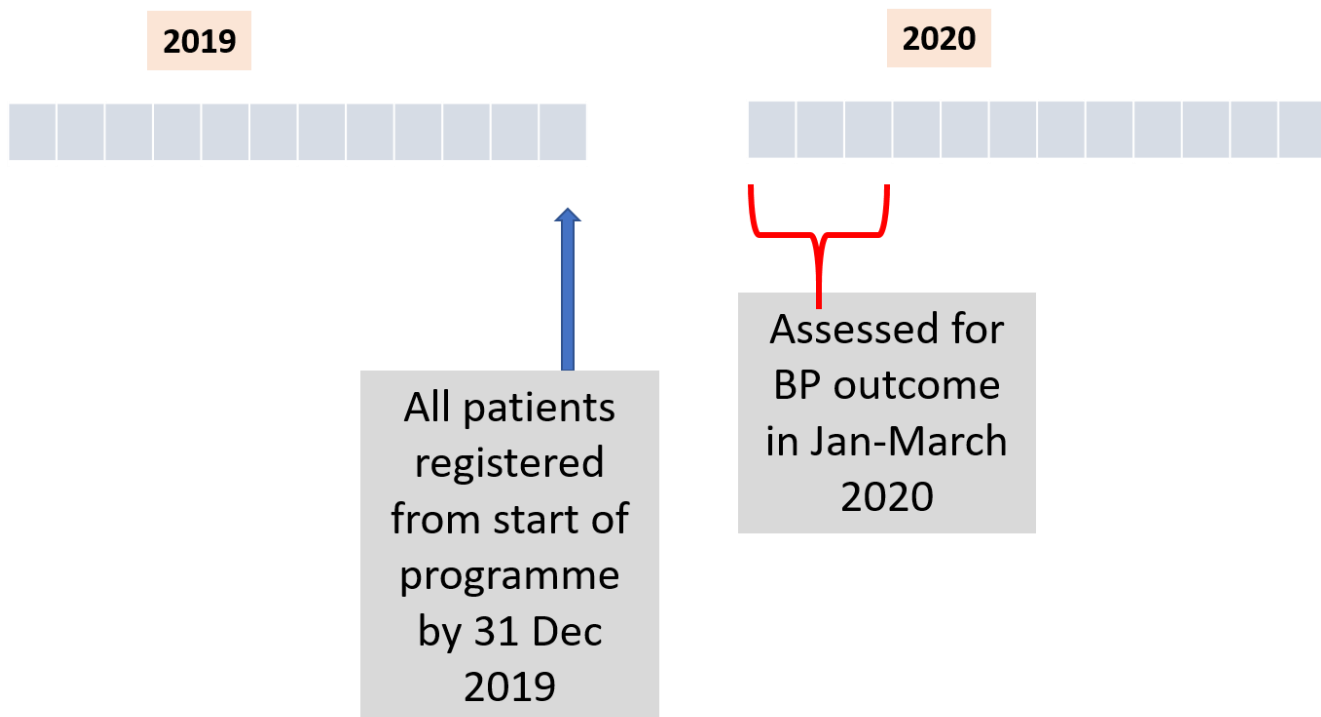 2019
2020
All patients
registered
from start of
programme
by 31 Dec
2019
Assessed for
BP outcome
in Jan-March
2020